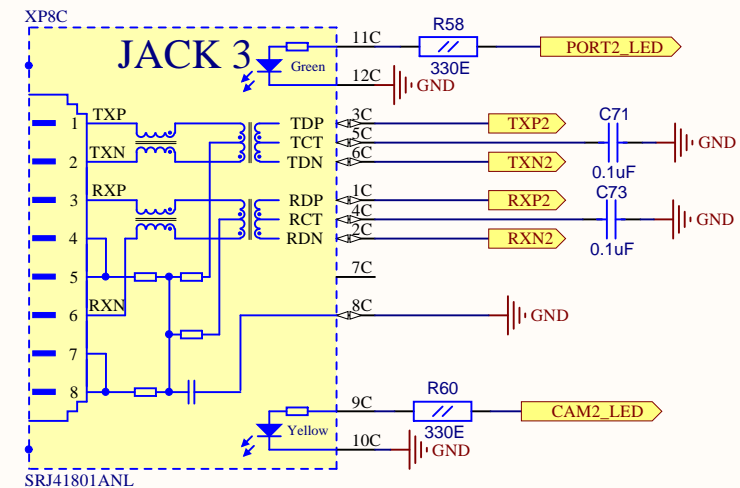 XP8C
JACK 3
Green
11C
R58
330E
PORT2_LED
12C
GND
1
TXP
TDP
3C
TXP2
C71
TCT
5C
0.1uF
GND
2
TXN
TDN
6C
TXN2
3
RXP
RDP
1C
RXP2
C73
RCT
4C
0.1uF
GND
4
RDN
2C
RXN2
5
7C
6
RXN
8C
GND
7
8
Yellow
9C
R60
330E
CAM2_LED
10C
GND
SRJ41801ANL